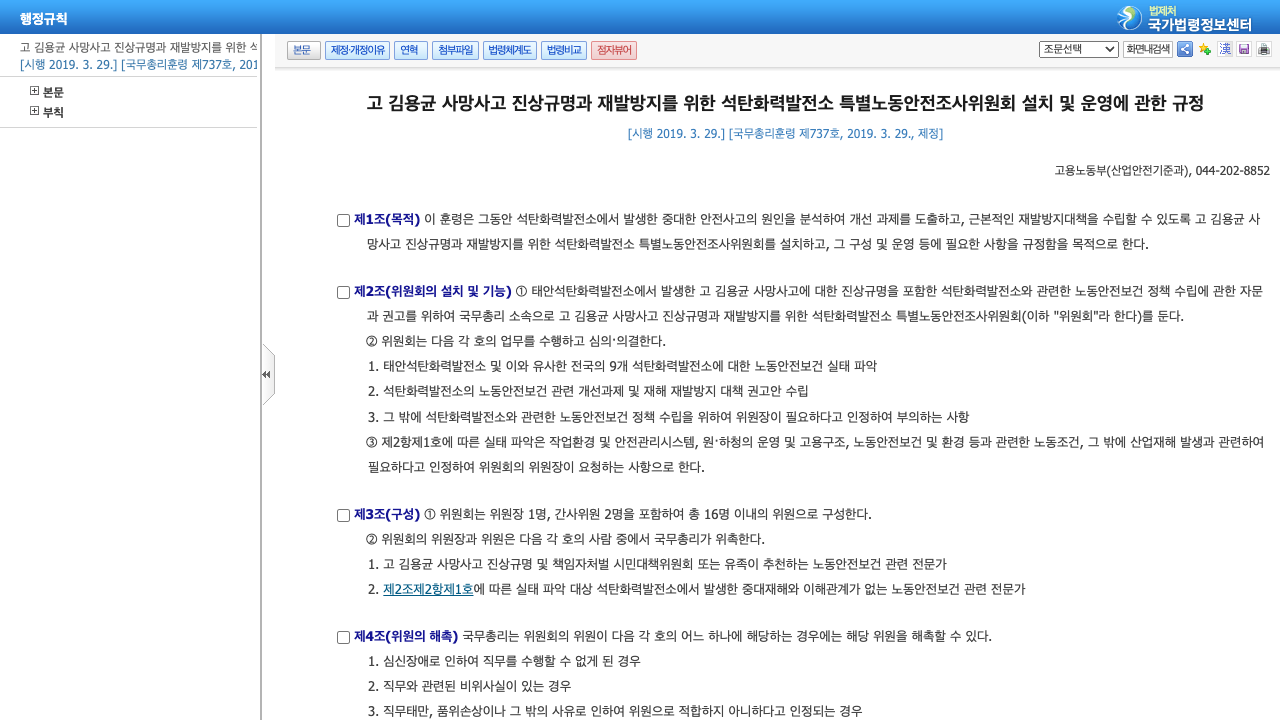 행정규칙
법제처
국가법령정보센터
고 김용균 사망사고 진상규명과 재발방지를 위한
[시행 2019. 3. 29.] [국무총리훈령 제737호, 201
본문
부칙
본문 제정·개정이유 연혁 첨부파일 법령체계도 법령비교 점자뷰어
조문선택 화면내검색
고 김용균 사망사고 진상규명과 재발방지를 위한 석탄화력발전소 특별노동안전조사위원회 설치 및 운영에 관한 규정
[시행 2019. 3. 29.] [국무총리훈령 제737호, 2019. 3. 29., 제정]
고용노동부(산업안전기준과), 044-202-8852
제1조(목적) 이 훈령은 그동안 석탄화력발전소에서 발생한 중대한 안전사고의 원인을 분석하여 개선 과제를 도출하고, 근본적인 재발방지대책을 수립할 수 있도록 고 김용균 사
망사고 진상규명과 재발방지를 위한 석탄화력발전소 특별노동안전조사위원회를 설치하고, 그 구성 및 운영 등에 필요한 사항을 규정함을 목적으로 한다.
제2조(위원회의 설치 및 기능) ① 태안석탄화력발전소에서 발생한 고 김용균 사망사고에 대한 진상규명을 포함한 석탄화력발전소와 관련한 노동안전보건 정책 수립에 관한 자문
과 권고를 위하여 국무총리 소속으로 고 김용균 사망사고 진상규명과 재발방지를 위한 석탄화력발전소 특별노동안전조사위원회(이하 "위원회"라 한다)를 둔다.
② 위원회는 다음 각 호의 업무를 수행하고 심의·의결한다.
1. 태안석탄화력발전소 및 이와 유사한 전국의 9개 석탄화력발전소에 대한 노동안전보건 실태 파악
2. 석탄화력발전소의 노동안전보건 관련 개선과제 및 재해 재발방지 대책 권고안 수립
3. 그 밖에 석탄화력발전소와 관련한 노동안전보건 정책 수립을 위하여 위원장이 필요하다고 인정하여 부의하는 사항
③ 제2항제1호에 따른 실태 파악은 작업환경 및 안전관리시스템, 원·하청의 운영 및 고용구조, 노동안전보건 및 환경 등과 관련한 노동조건, 그 밖에 산업재해 발생과 관련하여
필요하다고 인정하여 위원회의 위원장이 요청하는 사항으로 한다.
제3조(구성) ① 위원회는 위원장 1명, 간사위원 2명을 포함하여 총 16명 이내의 위원으로 구성한다.
② 위원회의 위원장과 위원은 다음 각 호의 사람 중에서 국무총리가 위촉한다.
1. 고 김용균 사망사고 진상규명 및 책임자처벌 시민대책위원회 또는 유족이 추천하는 노동안전보건 관련 전문가
2. 제2조제2항제1호에 따른 실태 파악 대상 석탄화력발전소에서 발생한 중대재해와 이해관계가 없는 노동안전보건 관련 전문가
제4조(위원의 해촉) 국무총리는 위원회의 위원이 다음 각 호의 어느 하나에 해당하는 경우에는 해당 위원을 해촉할 수 있다.
1. 심신장애로 인하여 직무를 수행할 수 없게 된 경우
2. 직무와 관련된 비위사실이 있는 경우
3. 직무태만, 품위손상이나 그 밖의 사유로 인하여 위원으로 적합하지 아니하다고 인정되는 경우